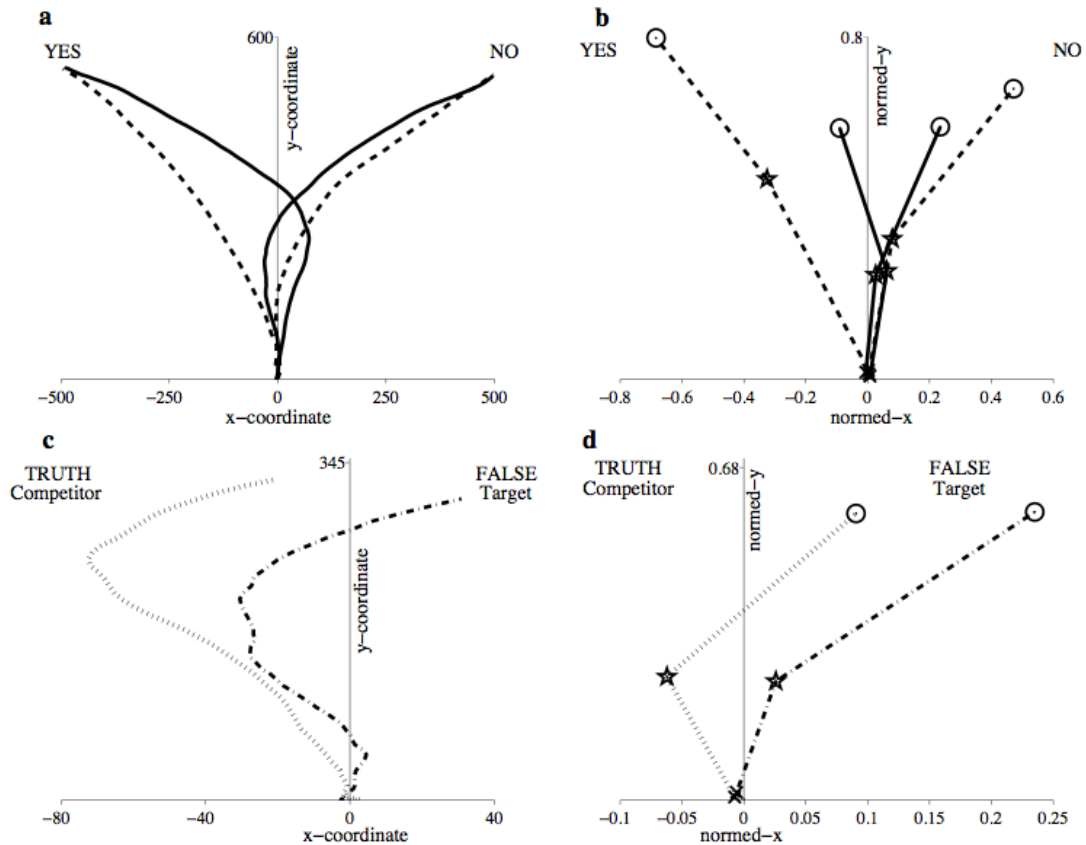 a
600
YES
NO
y-coordinate
−500
−250
0
250
500
x-coordinate
b
0.8
YES
NO
normed-y
−0.8
−0.6
−0.4
−0.2
0
0.2
0.4
0.6
normed-x
c
345
TRUTH
Competitor
FALSE
Target
y-coordinate
−80
−40
0
40
x-coordinate
d
0.68
TRUTH
Competitor
FALSE
Target
normed-y
−0.1
−0.05
0
0.05
0.1
0.15
0.2
0.25
normed-x